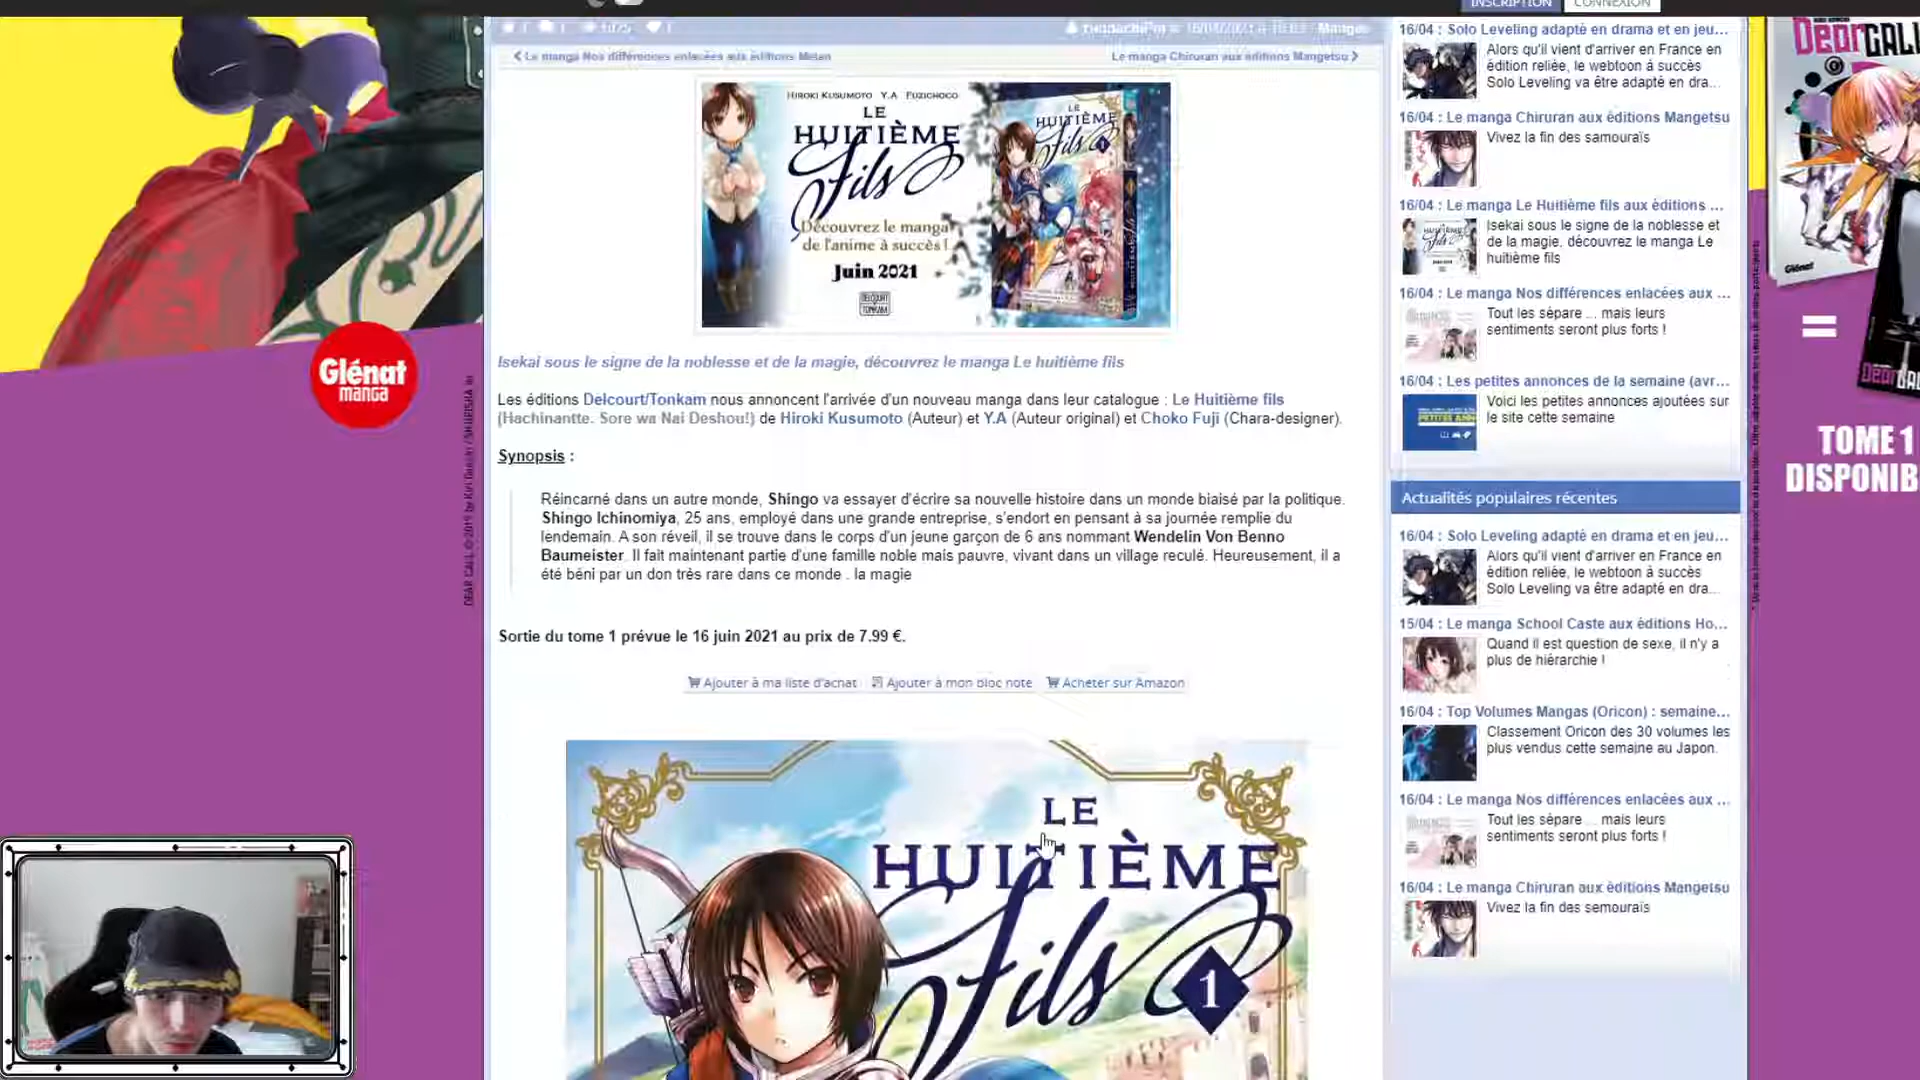 INSCRIPTION
CONNEXION
Le manga Nos différences enlacées aux éditions Meian
Le manga Chiruran aux éditions Mangetsu
HIROKI KUSUMOTO Y.A FUZICHOCO
LE
HUITIÈME
Fils
Découvrez le manga
de l'anime à succès !
Juin 2021
DELCOURT
TONKAM
LE
HUITIÈME
Fils
1
Isekai sous le signe de la noblesse et de la magie, découvrez le manga Le huitième fils
Les éditions Delcourt/Tonkam nous annoncent l'arrivée d'un nouveau manga dans leur catalogue : Le Huitième fils
(Hachinantte. Sore wa Nai Deshou!) de Hiroki Kusumoto (Auteur) et Y.A (Auteur original) et Choko Fuji (Chara-designer).
Synopsis :
Réincarné dans un autre monde, Shingo va essayer d'écrire sa nouvelle histoire dans un monde biaisé par la politique.
Shingo Ichinomiya, 25 ans, employé dans une grande entreprise, s'endort en pensant à sa journée remplie du
lendemain. A son réveil, il se trouve dans le corps d'un jeune garçon de 6 ans nommant Wendelin Von Benno
Baumeister. Il fait maintenant partie d'une famille noble mais pauvre, vivant dans un village reculé. Heureusement, il a
été béni par un don très rare dans ce monde . la magie
Sortie du tome 1 prévue le 16 juin 2021 au prix de 7.99 €.
Ajouter à ma liste d'achat
Ajouter à mon bloc note
Acheter sur Amazon
LE
HUITIÈME
Fils
1
16/04 : Solo Leveling adapté en drama et en jeu...
Alors qu'il vient d'arriver en France en
édition reliée, le webtoon à succès
Solo Leveling va être adapté en dra...
16/04 : Le manga Chiruran aux éditions Mangetsu
Vivez la fin des samouraïs
16/04 : Le manga Le Huitième fils aux éditions ...
Isekai sous le signe de la noblesse et
de la magie, découvrez le manga Le
huitième fils
16/04 : Le manga Nos différences enlacées aux ...
Tout les sépare ... mais leurs
sentiments seront plus forts !
16/04 : Les petites annonces de la semaine (avr...
Voici les petites annonces ajoutées sur
le site cette semaine
Actualités populaires récentes
16/04 : Solo Leveling adapté en drama et en jeu...
Alors qu'il vient d'arriver en France en
édition reliée, le webtoon à succès
Solo Leveling va être adapté en dra...
15/04 : Le manga School Caste aux éditions Ho...
Quand il est question de sexe, il n'y a
plus de hiérarchie !
16/04 : Top Volumes Mangas (Oricon) : semaine...
Classement Oricon des 30 volumes les
plus vendus cette semaine au Japon.
16/04 : Le manga Nos différences enlacées aux ...
Tout les sépare ... mais leurs
sentiments seront plus forts !
16/04 : Le manga Chiruran aux éditions Mangetsu
Vivez la fin des semouraïs
Glénat
manga
Glénat
=
TOME 1
DISPONIB